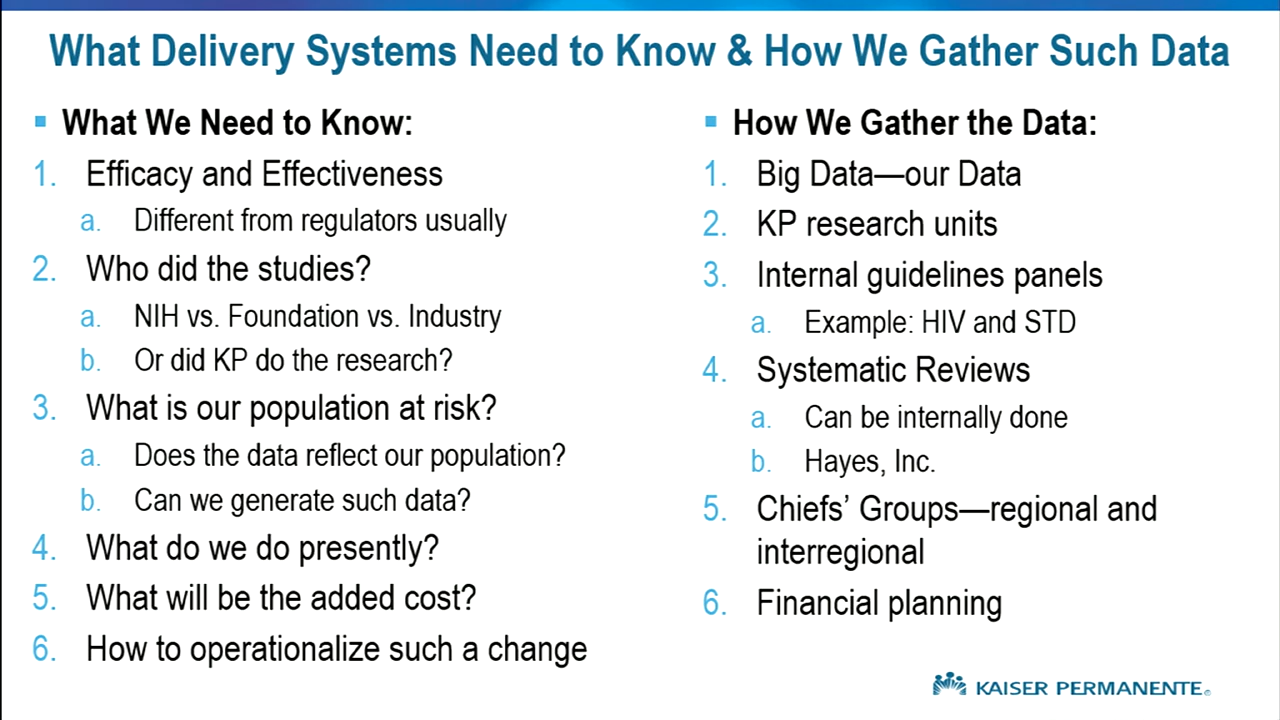 What Delivery Systems Need to Know & How We Gather Such Data
▪ What We Need to Know:
1. Efficacy and Effectiveness
a. Different from regulators usually
2. Who did the studies?
a. NIH vs. Foundation vs. Industry
b. Or did KP do the research?
3. What is our population at risk?
a. Does the data reflect our population?
b. Can we generate such data?
4. What do we do presently?
5. What will be the added cost?
6. How to operationalize such a change
▪ How We Gather the Data:
1. Big Data—our Data
2. KP research units
3. Internal guidelines panels
a. Example: HIV and STD
4. Systematic Reviews
a. Can be internally done
b. Hayes, Inc.
5. Chiefs’ Groups—regional and
interregional
6. Financial planning
KAISER PERMANENTE®